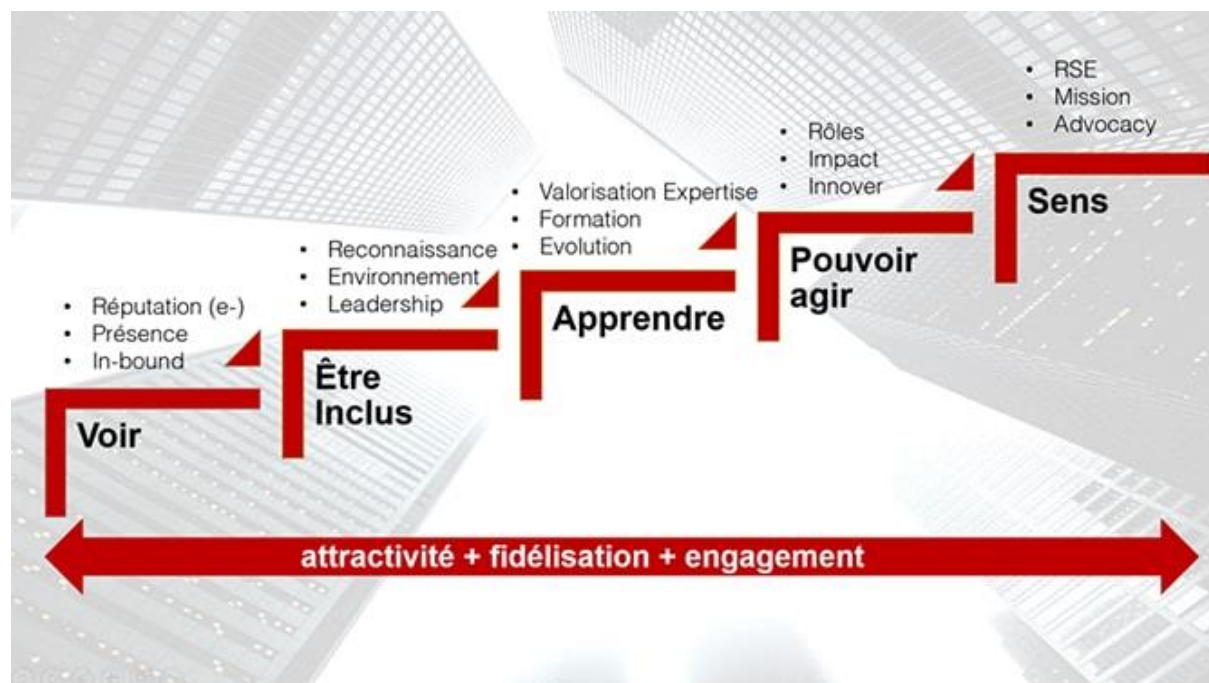 • RSE
• Mission
• Advocacy
Sens
• Rôles
• Impact
• Innover
Pouvoir
agir
• Valorisation Expertise
• Formation
• Evolution
Apprendre
• Reconnaissance
• Environnement
• Leadership
Être
Inclus
• Réputation (e-)
• Présence
• In-bound
Voir
attractivité + fidélisation + engagement